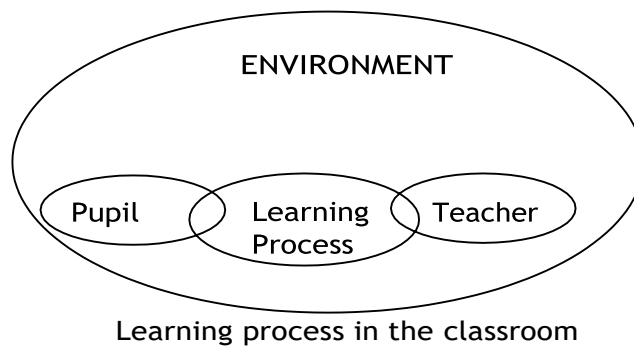 ENVIRONMENT
Pupil
Learning
Process
Teacher
Learning process in the classroom